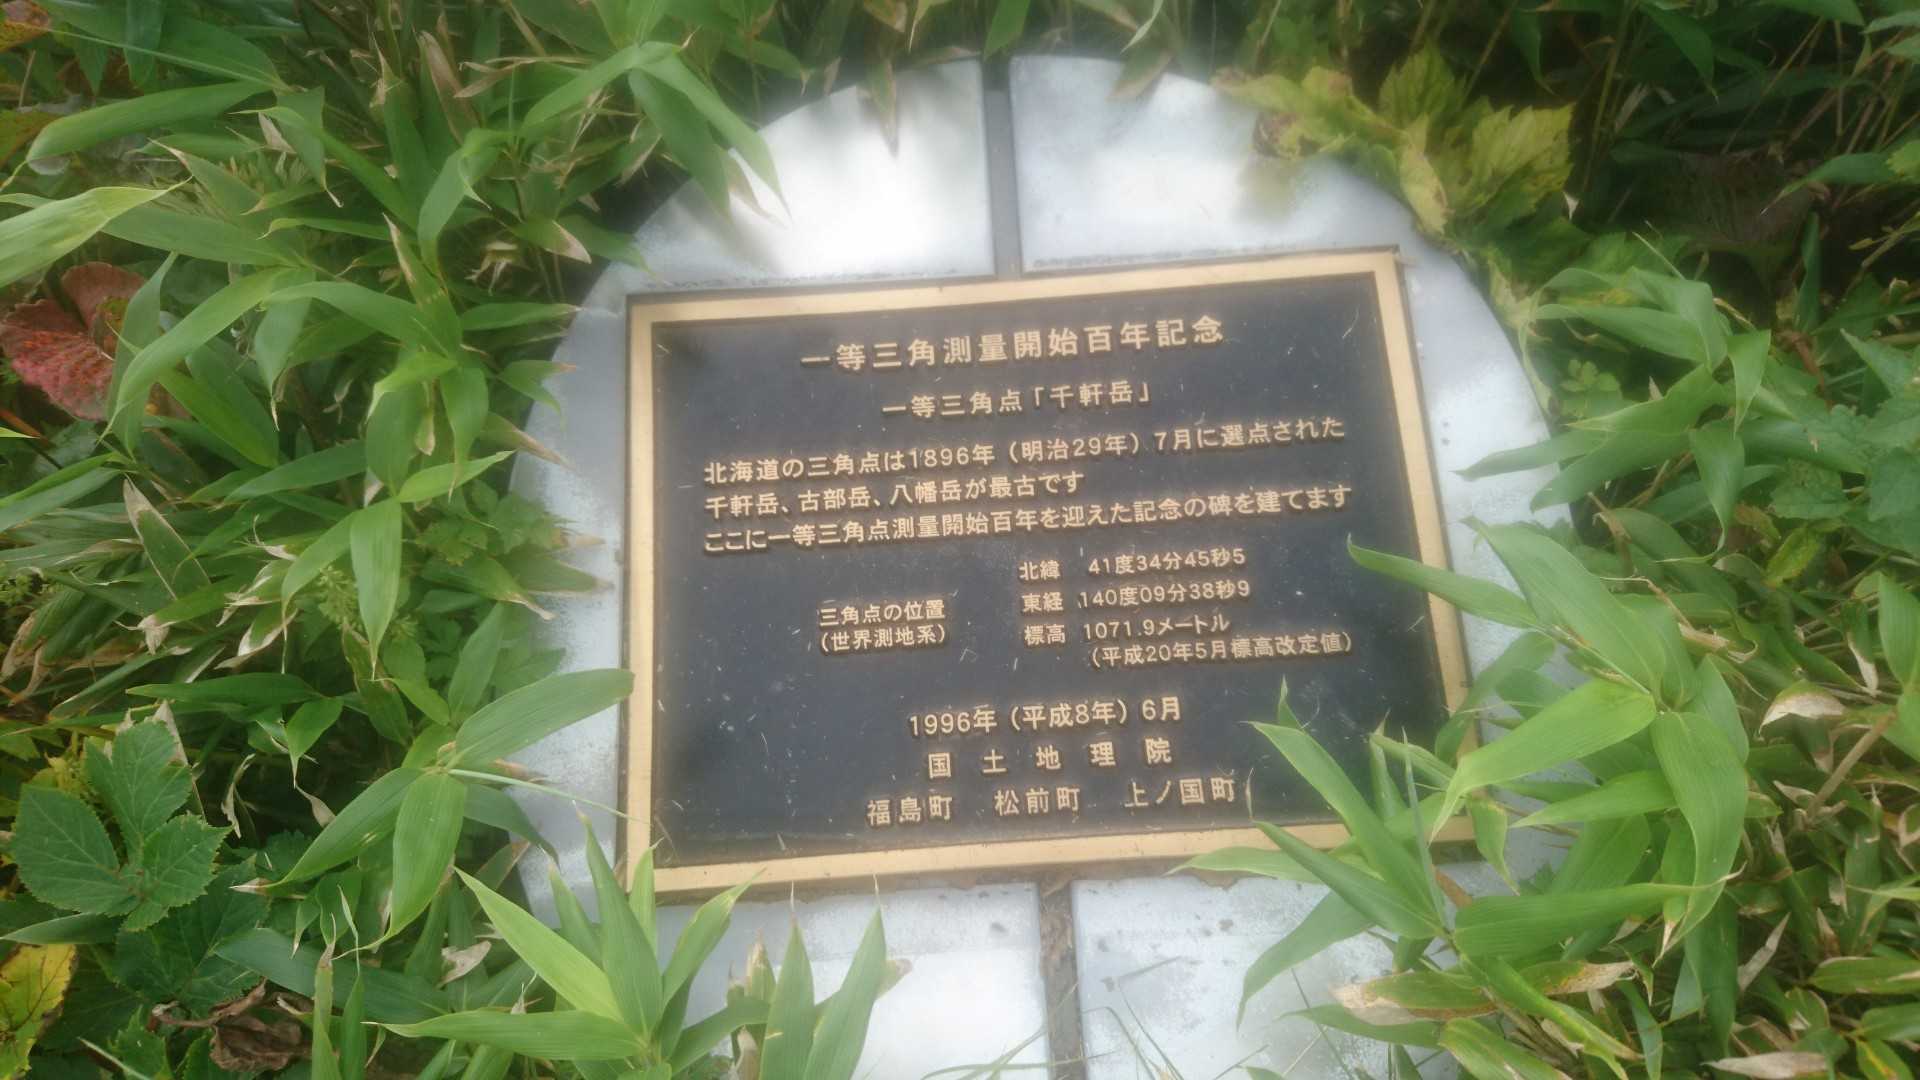 一等三角測量開始百年記念
一等三角点「千軒岳」
北海道の三角点は1896年（明治29年）7月に選点された
千軒岳、古部岳、八幡岳が最古です
ここに一等三角点測量開始百年を迎えた記念の碑を建てます
北緯 41度34分45秒5
三角点の位置 東経 140度09分38秒9
（世界測地系） 標高 1071.9メートル
（平成20年5月標高改定値）
1996年（平成8年）6月
国土地理院
福島町 松前町 上ノ国町